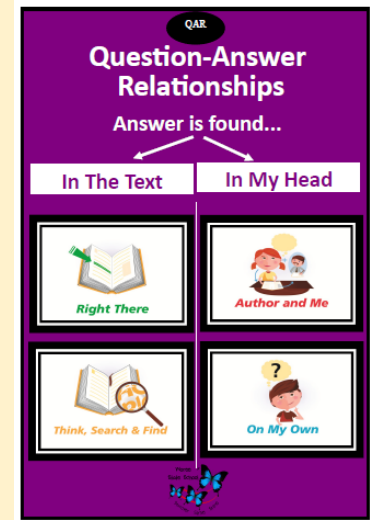 QAR
Question-Answer
Relationships
Answer is found...
In The Text
In My Head
Right There
Author and Me
Think, Search & Find
?
On My Own